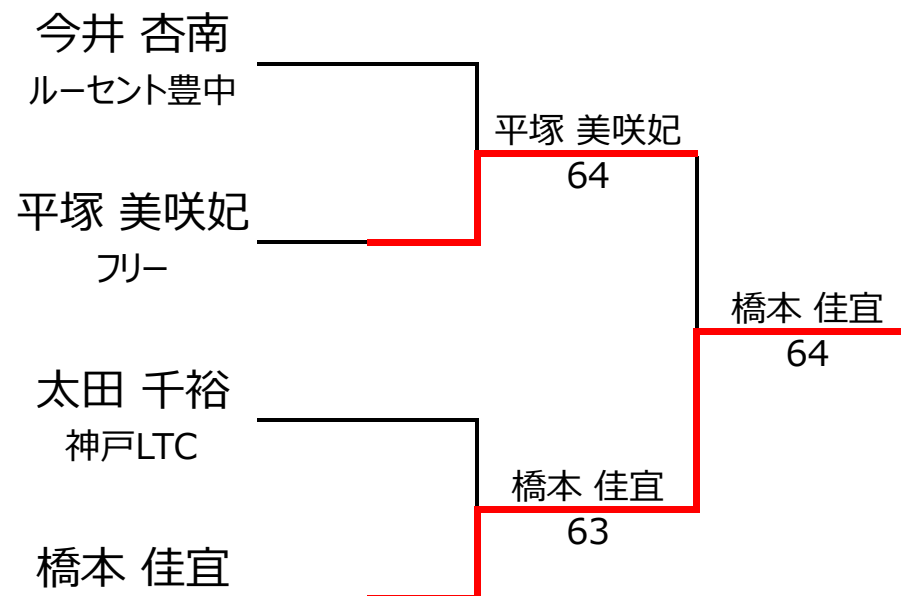 今井 杏南
ルーセント豊中
平塚 美咲妃
64
平塚 美咲妃
フリー
橋本 佳宜
64
太田 千裕
神戸LTC
橋本 佳宜
63
橋本 佳宜